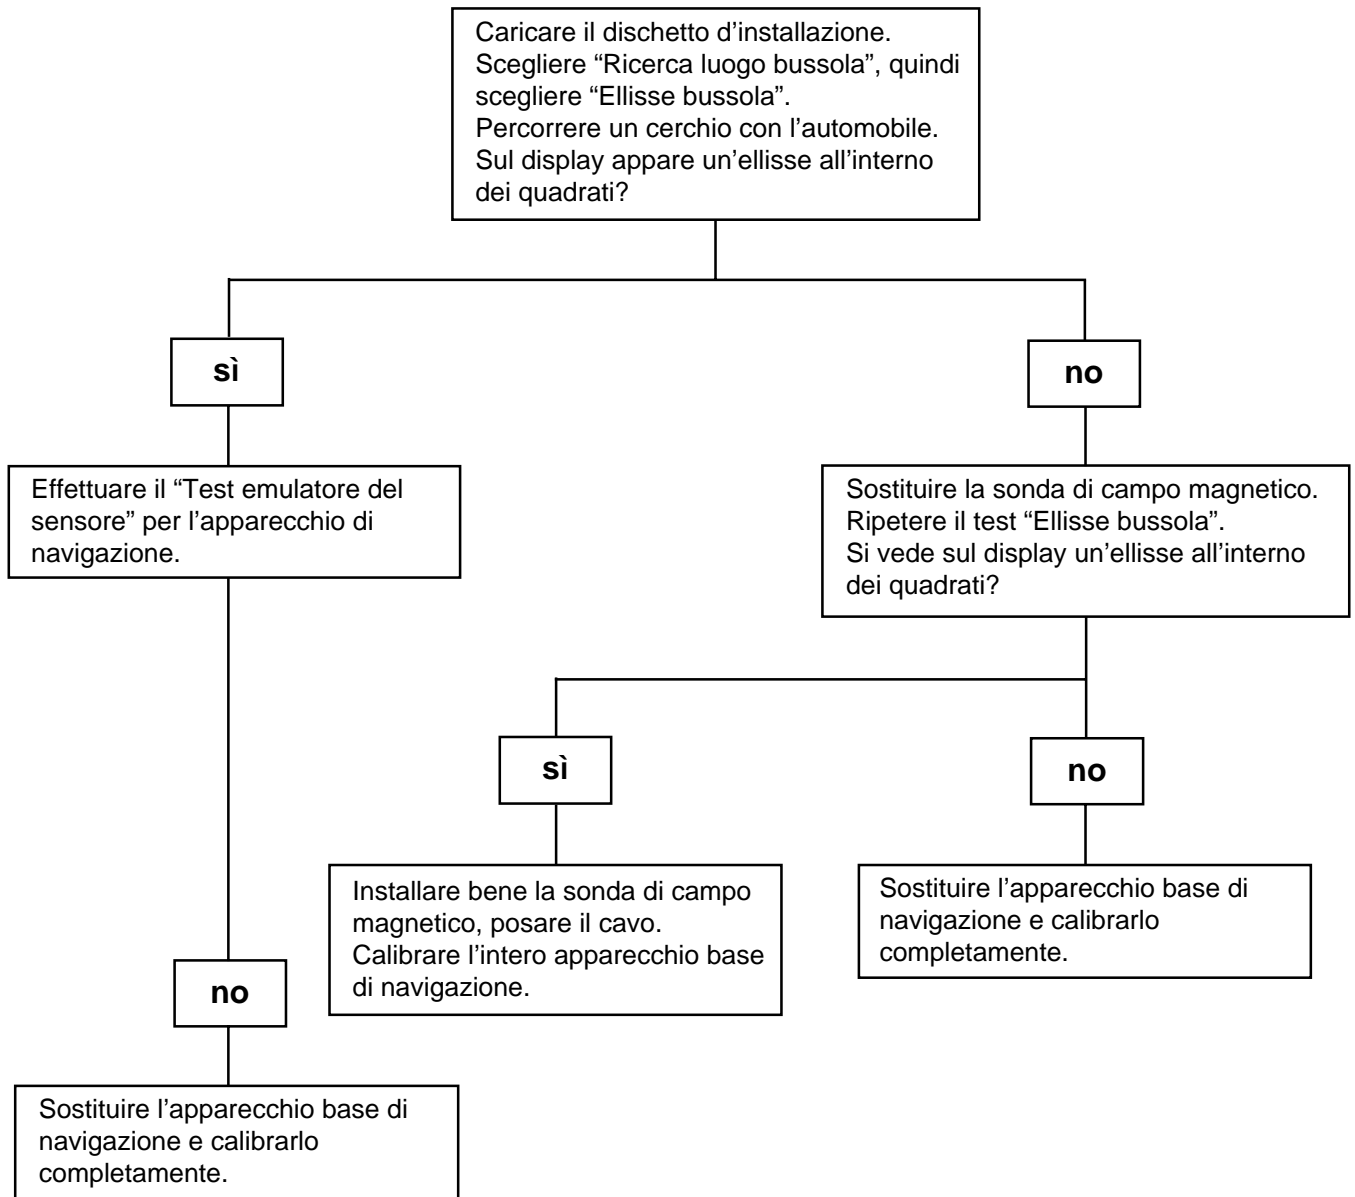 Caricare il dischetto d’installazione.
Scegliere “Ricerca luogo bussola”, quindi
scegliere “Ellisse bussola”.
Percorrere un cerchio con l’automobile.
Sul display appare un’ellisse all’interno
dei quadrati?
sì
no
Effettuare il “Test emulatore del
sensore” per l’apparecchio di
navigazione.
Sostituire la sonda di campo magnetico.
Ripetere il test “Ellisse bussola”.
Si vede sul display un’ellisse all’interno
dei quadrati?
sì
no
Installare bene la sonda di campo
magnetico, posare il cavo.
Calibrare l’intero apparecchio base
di navigazione.
Sostituire l’apparecchio base di
navigazione e calibrarlo
completamente.
no
Sostituire l’apparecchio base di
navigazione e calibrarlo
completamente.